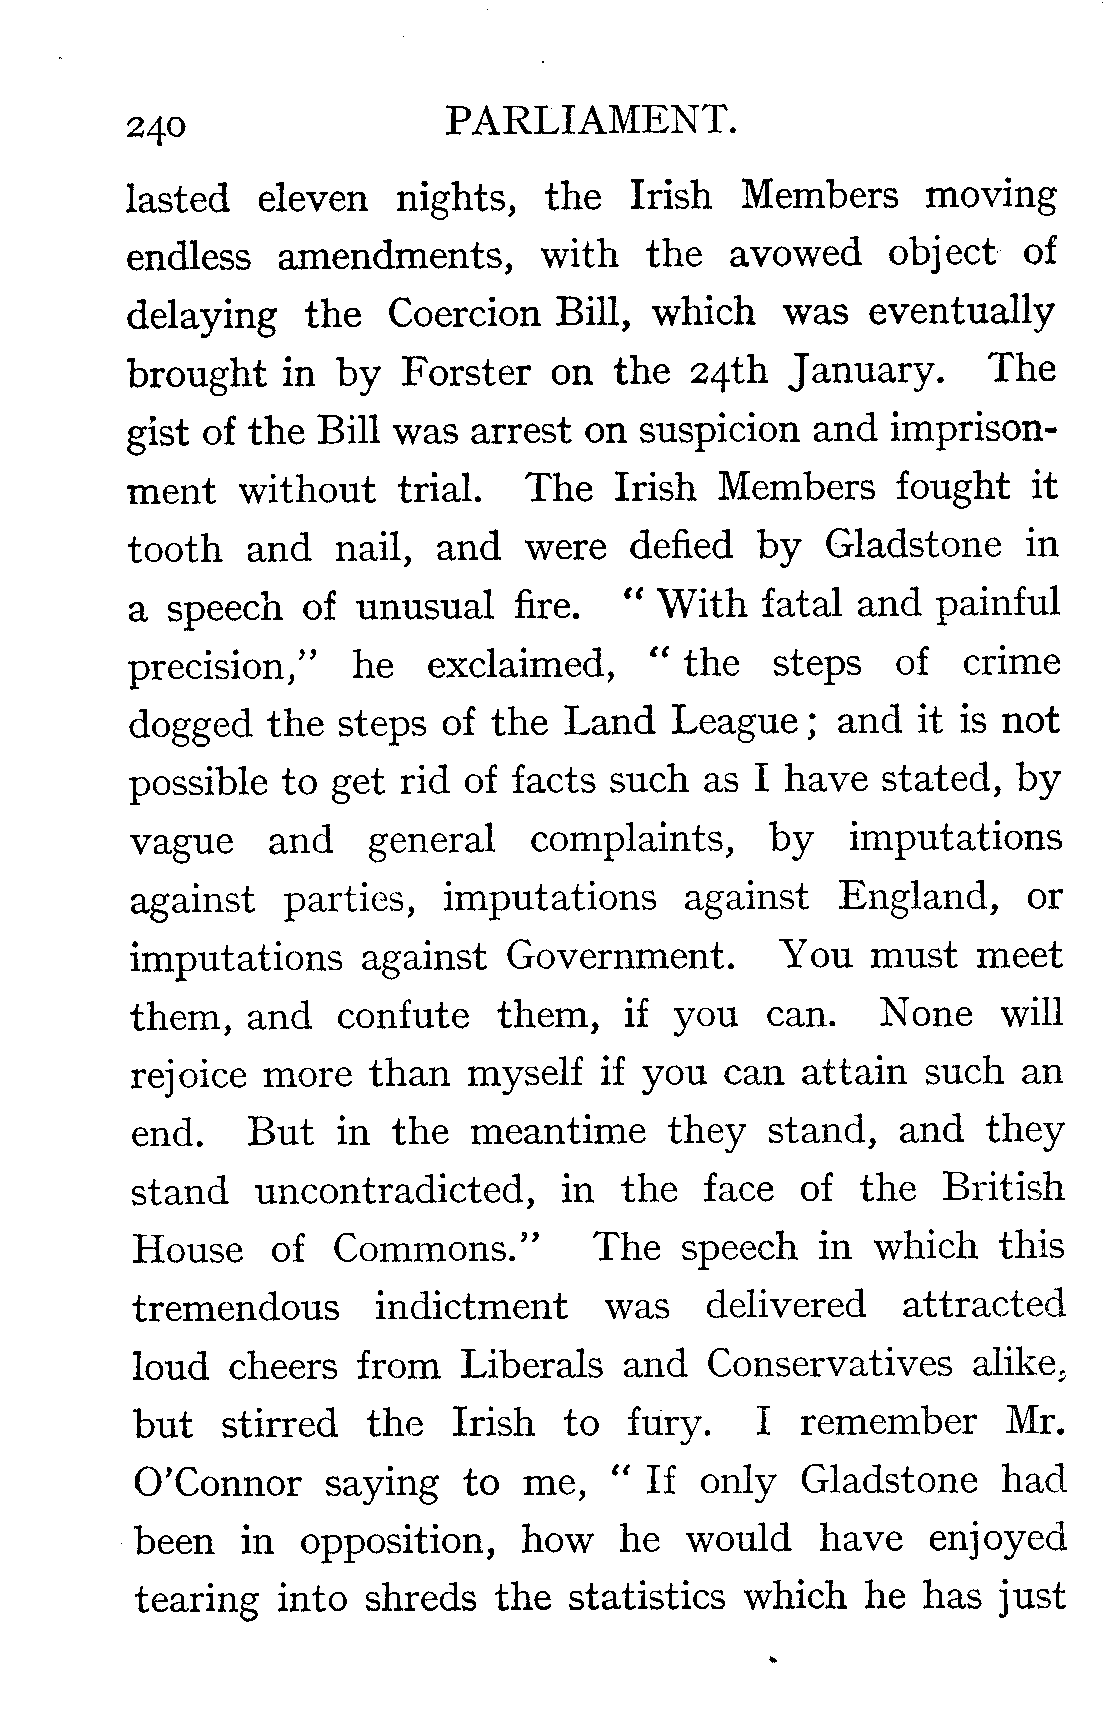 240 PARLIAMENT.
lasted eleven nights, the Irish Members moving
endless amendments, with the avowed object of
delaying the Coercion Bill, which was eventually
brought in by Forster on the 24th January. The
gist of the Bill was arrest on suspicion and imprison-
ment without trial. The Irish Members fought it
tooth and nail, and were defied by Gladstone in
a speech of unusual fire. “ With fatal and painful
precision,” he exclaimed, “ the steps of crime
dogged the steps of the Land League ; and it is not
possible to get rid of facts such as I have stated, by
vague and general complaints, by imputations
against parties, imputations against England, or
imputations against Government. You must meet
them, and confute them, if you can. None will
rejoice more than myself if you can attain such an
end. But in the meantime they stand, and they
stand uncontradicted, in the face of the British
House of Commons.” The speech in which this
tremendous indictment was delivered attracted
loud cheers from Liberals and Conservatives alike,
but stirred the Irish to fury. I remember Mr.
O’Connor saying to me, “ If only Gladstone had
been in opposition, how he would have enjoyed
tearing into shreds the statistics which he has just